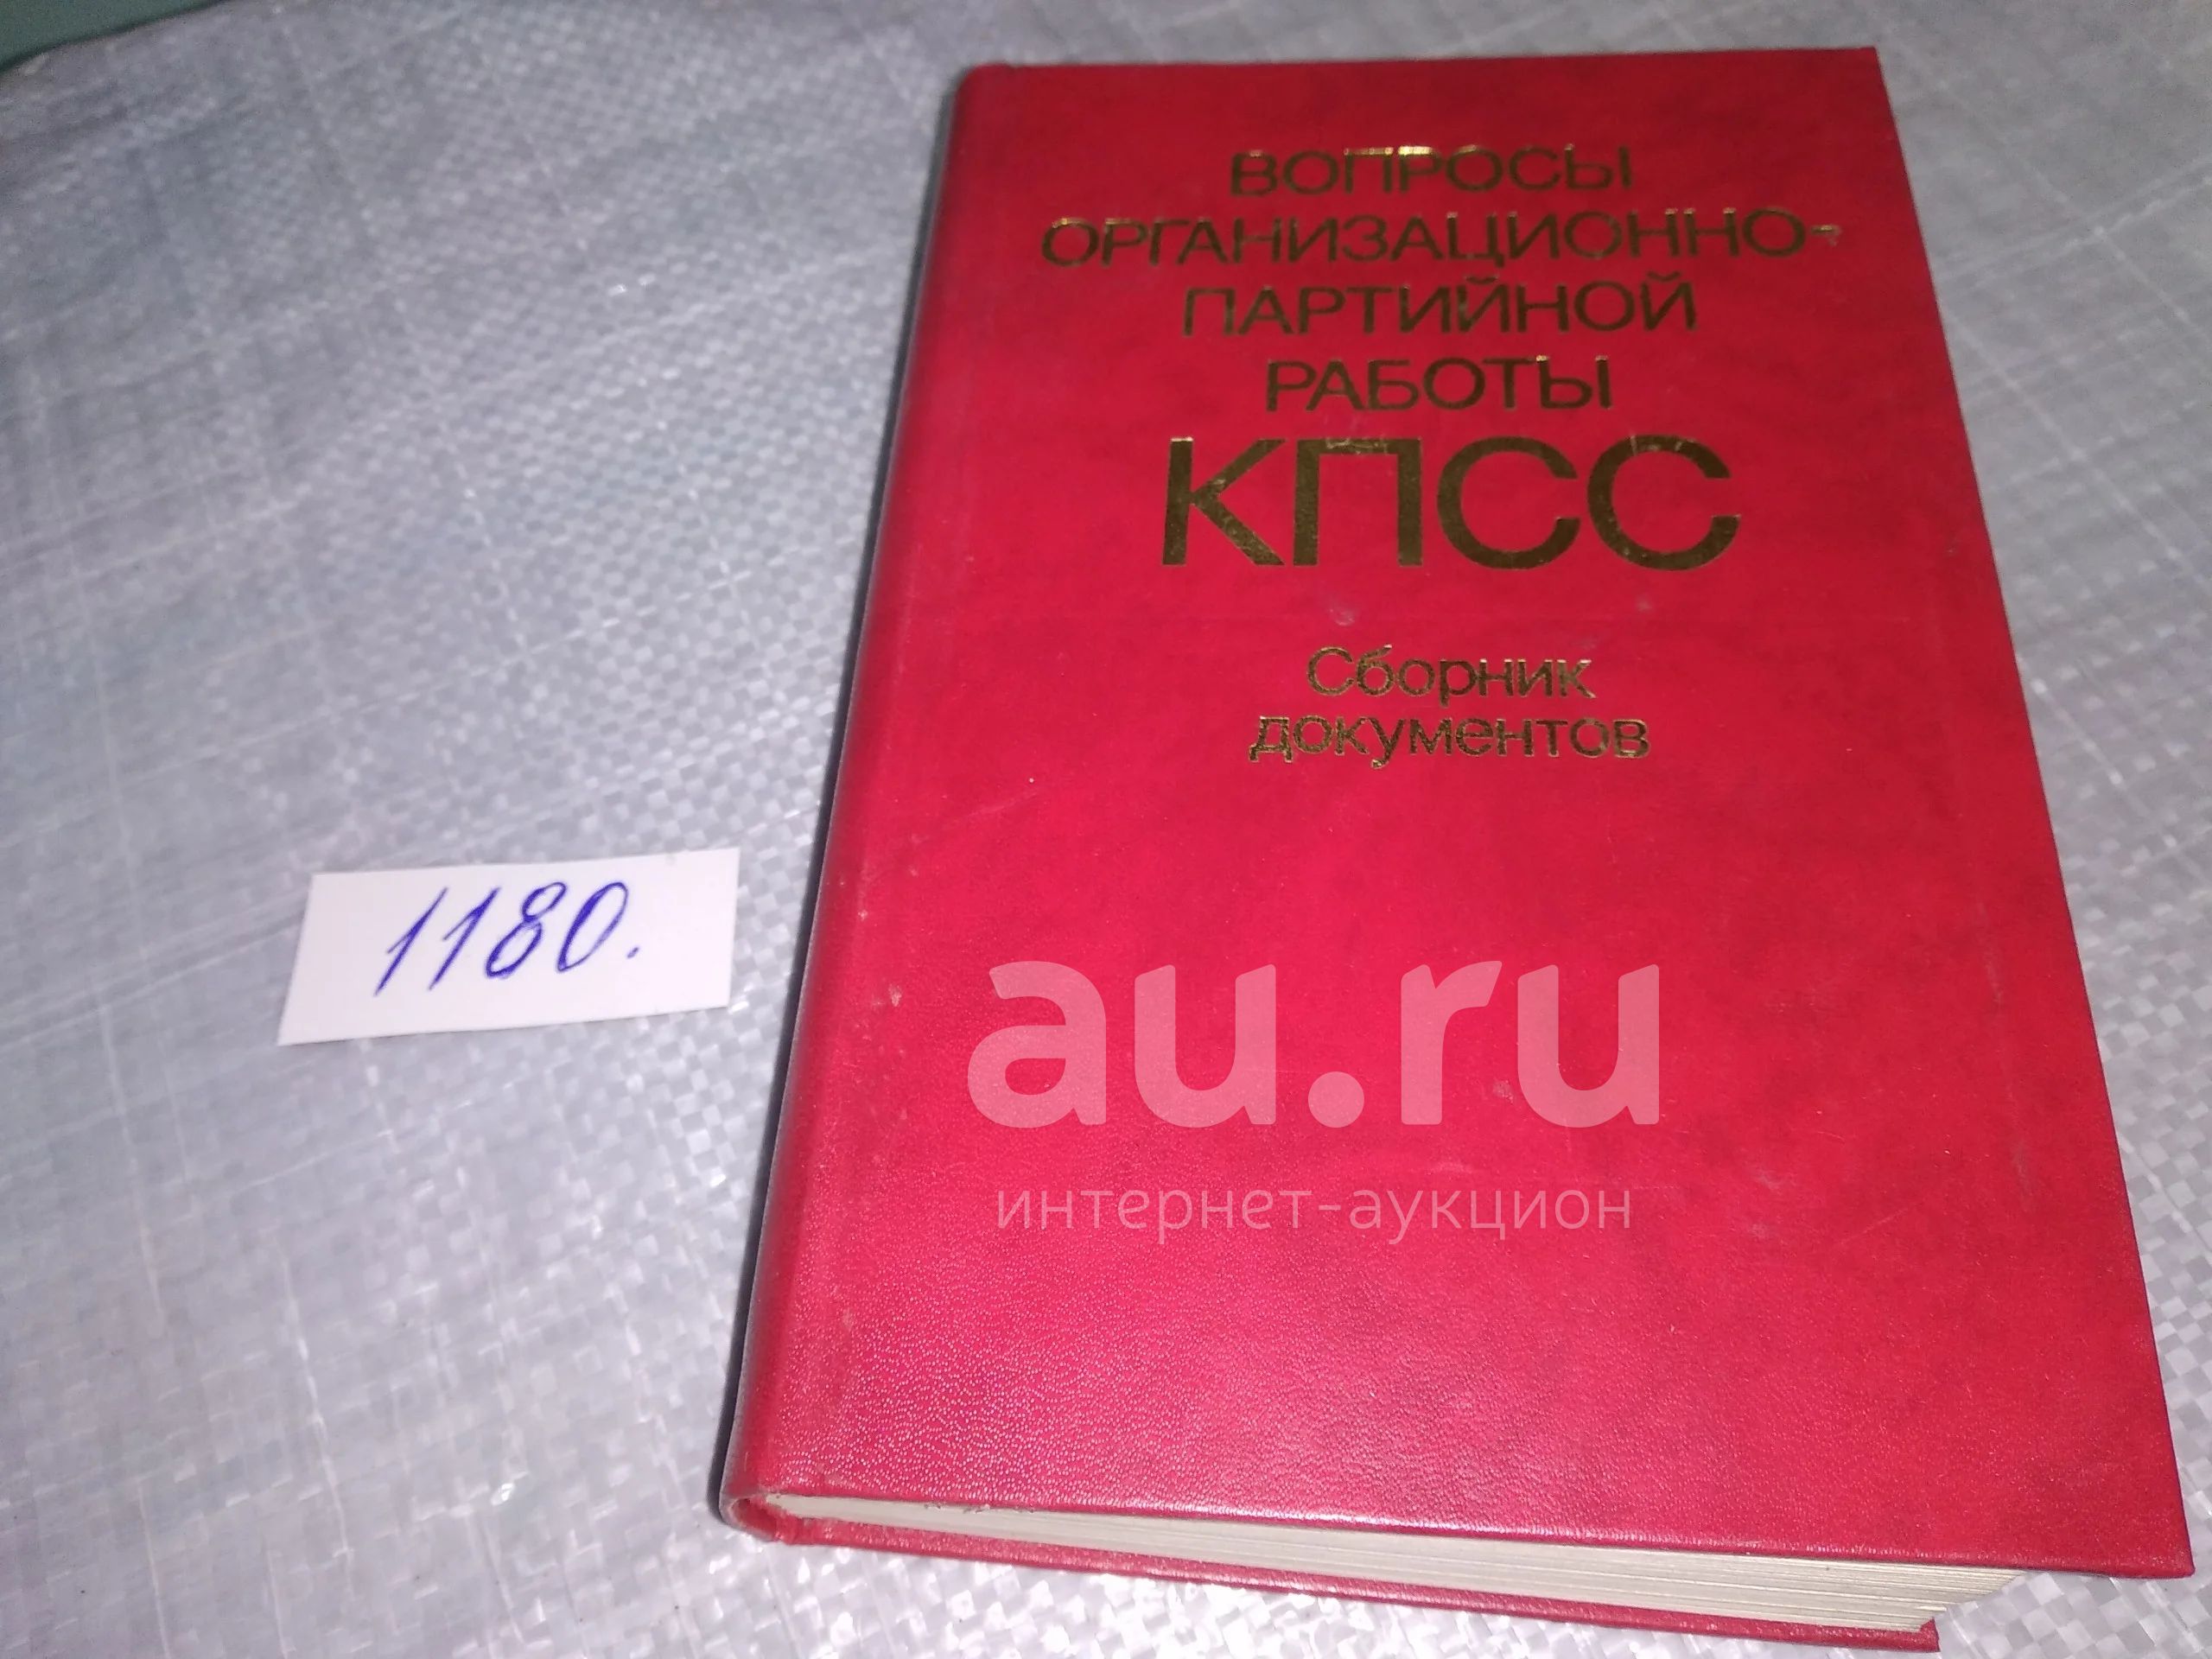 ВОПРОСЫ
ОРГАНИЗАЦИОННО-
ПАРТИЙНОЙ
РАБОТЫ
КПСС
Сборник
документов
1180.
au.ru
интернет-аукцион